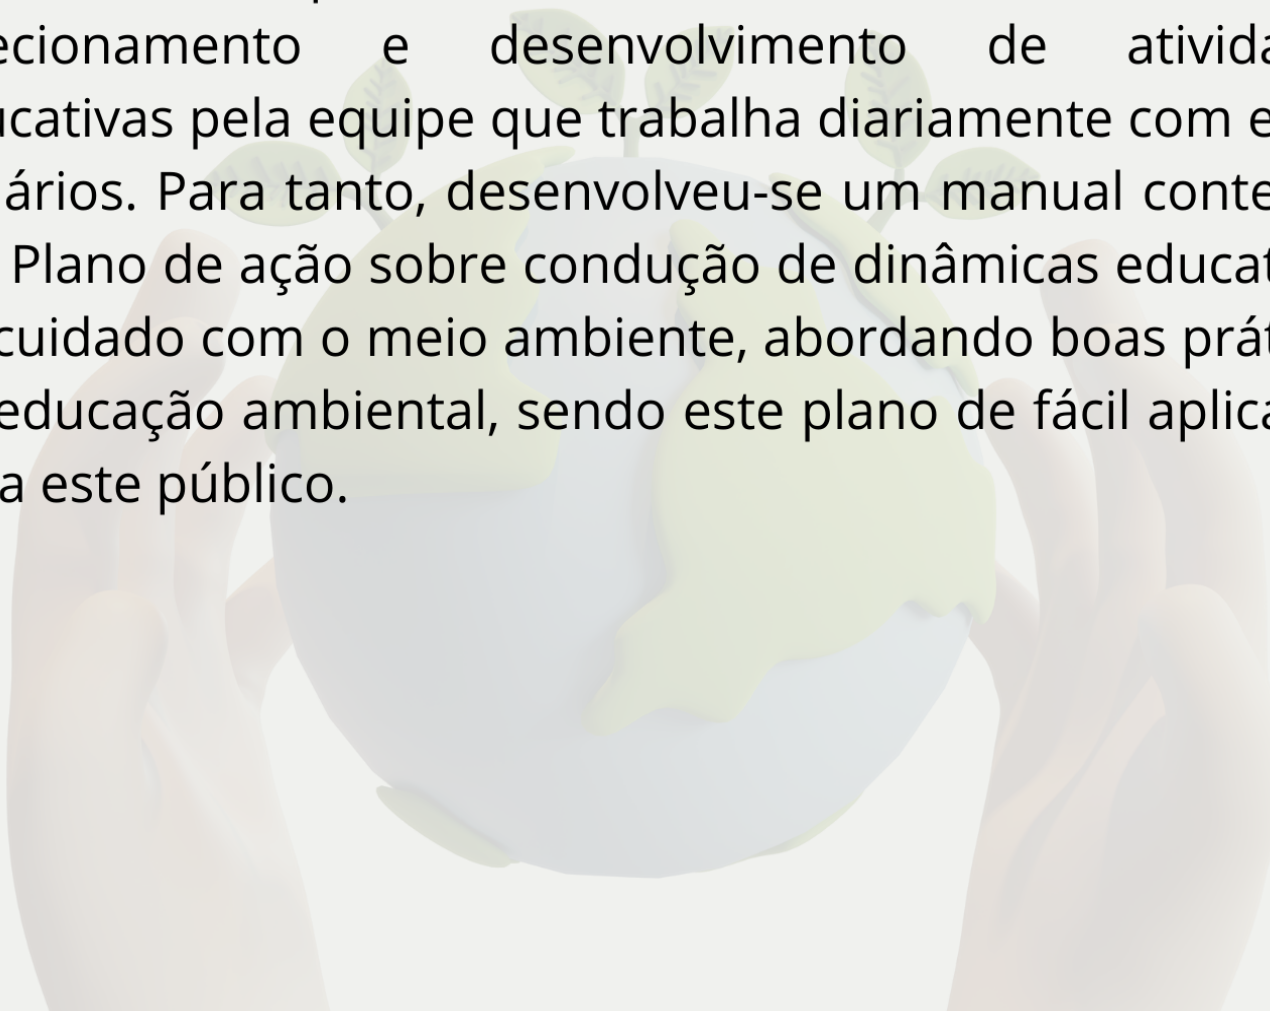 ecionamento e desenvolvimento de ativida
ucativas pela equipe que trabalha diariamente com e
ários. Para tanto, desenvolveu-se um manual conte
Plano de ação sobre condução de dinâmicas educat
cuidado com o meio ambiente, abordando boas prát
educação ambiental, sendo este plano de fácil aplica
a este público.